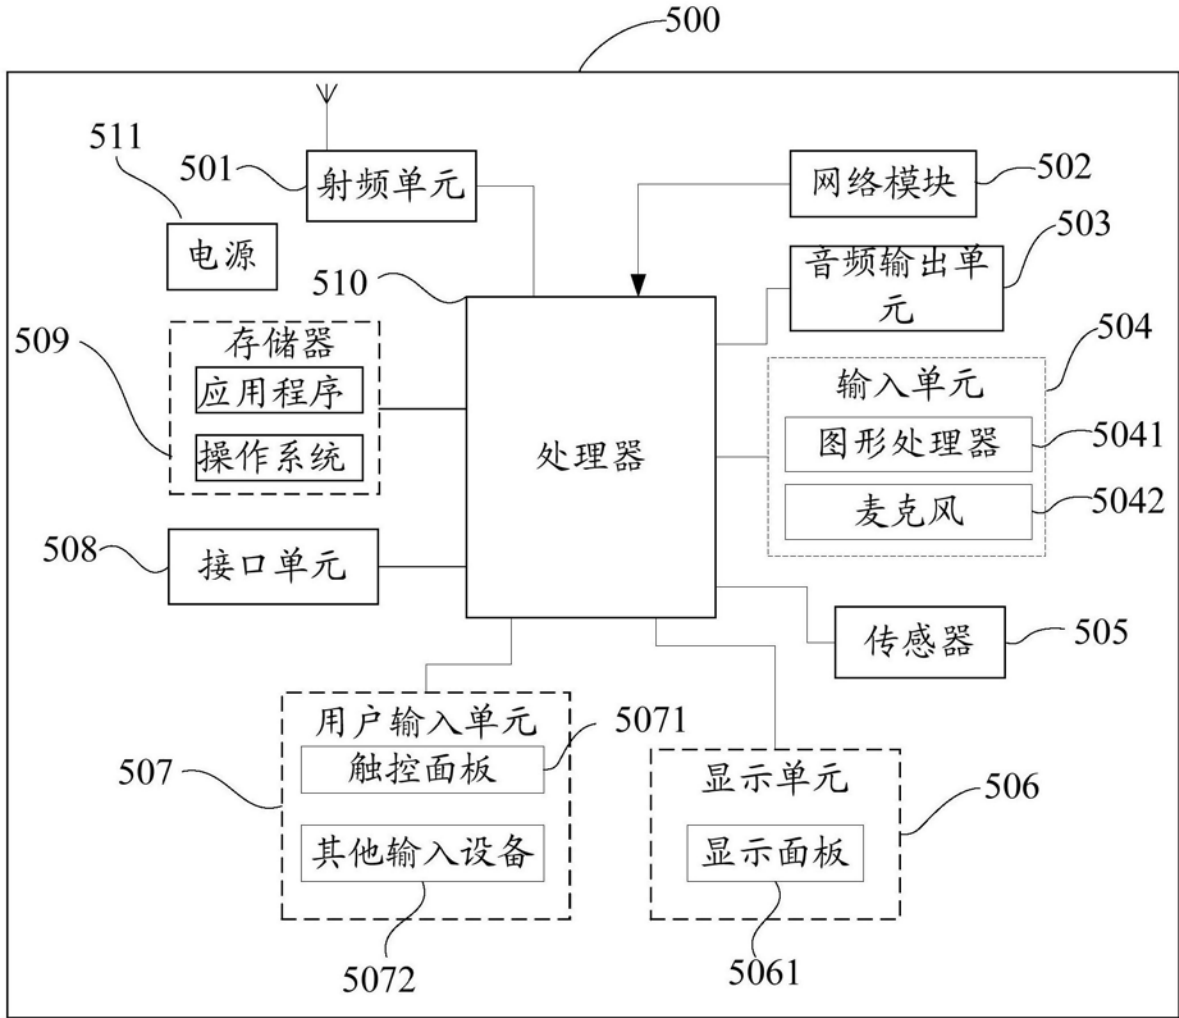 500
511
501
射频单元
网络模块
502
电源
510
音频输出单
元
503
509
存储器
应用程序
操作系统
处理器
504
输入单元
图形处理器
5041
麦克风
5042
508
接口单元
传感器
505
用户输入单元
5071
触控面板
507
其他输入设备
5072
显示单元
506
显示面板
5061